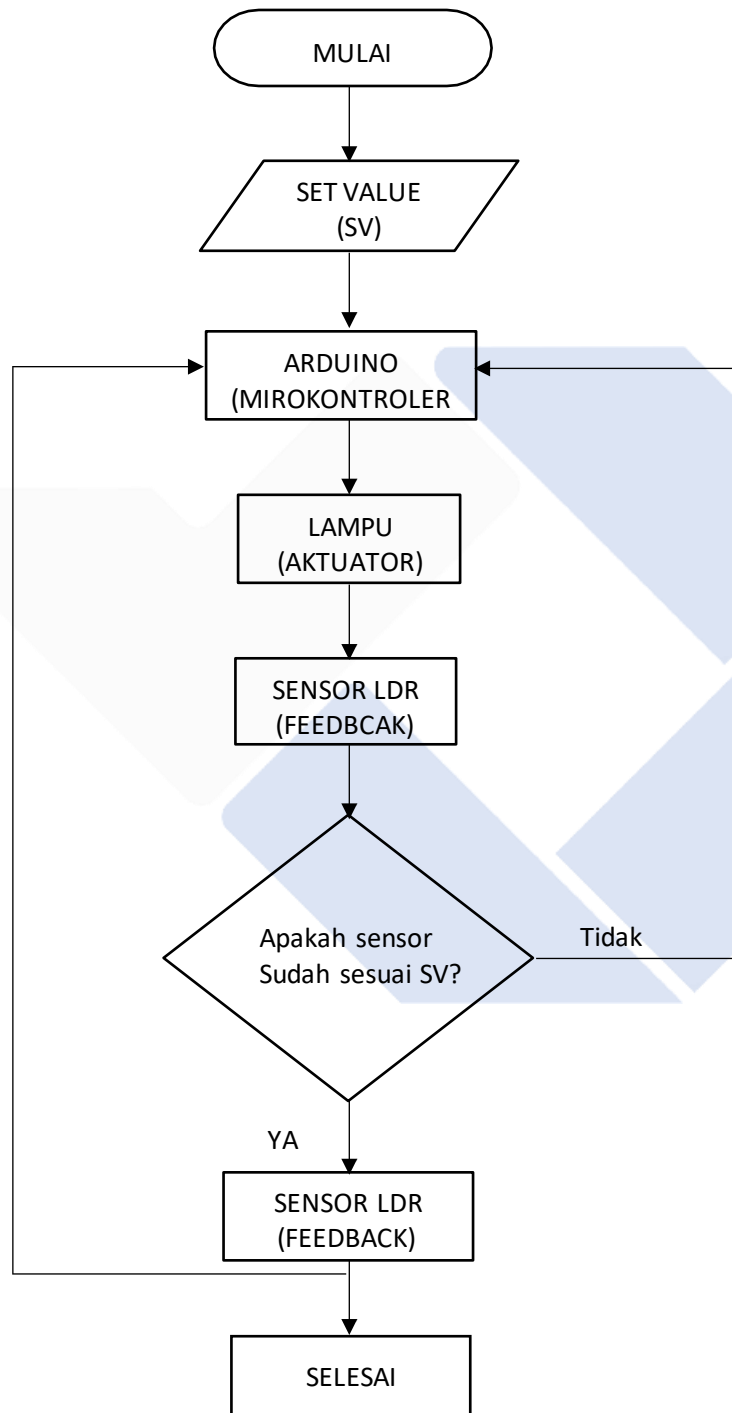 MULAI
SET VALUE
(SV)
ARDUINO
(MIROKONTROLER
LAMPU
(AKTUATOR)
SENSOR LDR
(FEEDBCAK)
Apakah sensor
Sudah sesuai SV?
Tidak
YA
SENSOR LDR
(FEEDBACK)
SELESAI